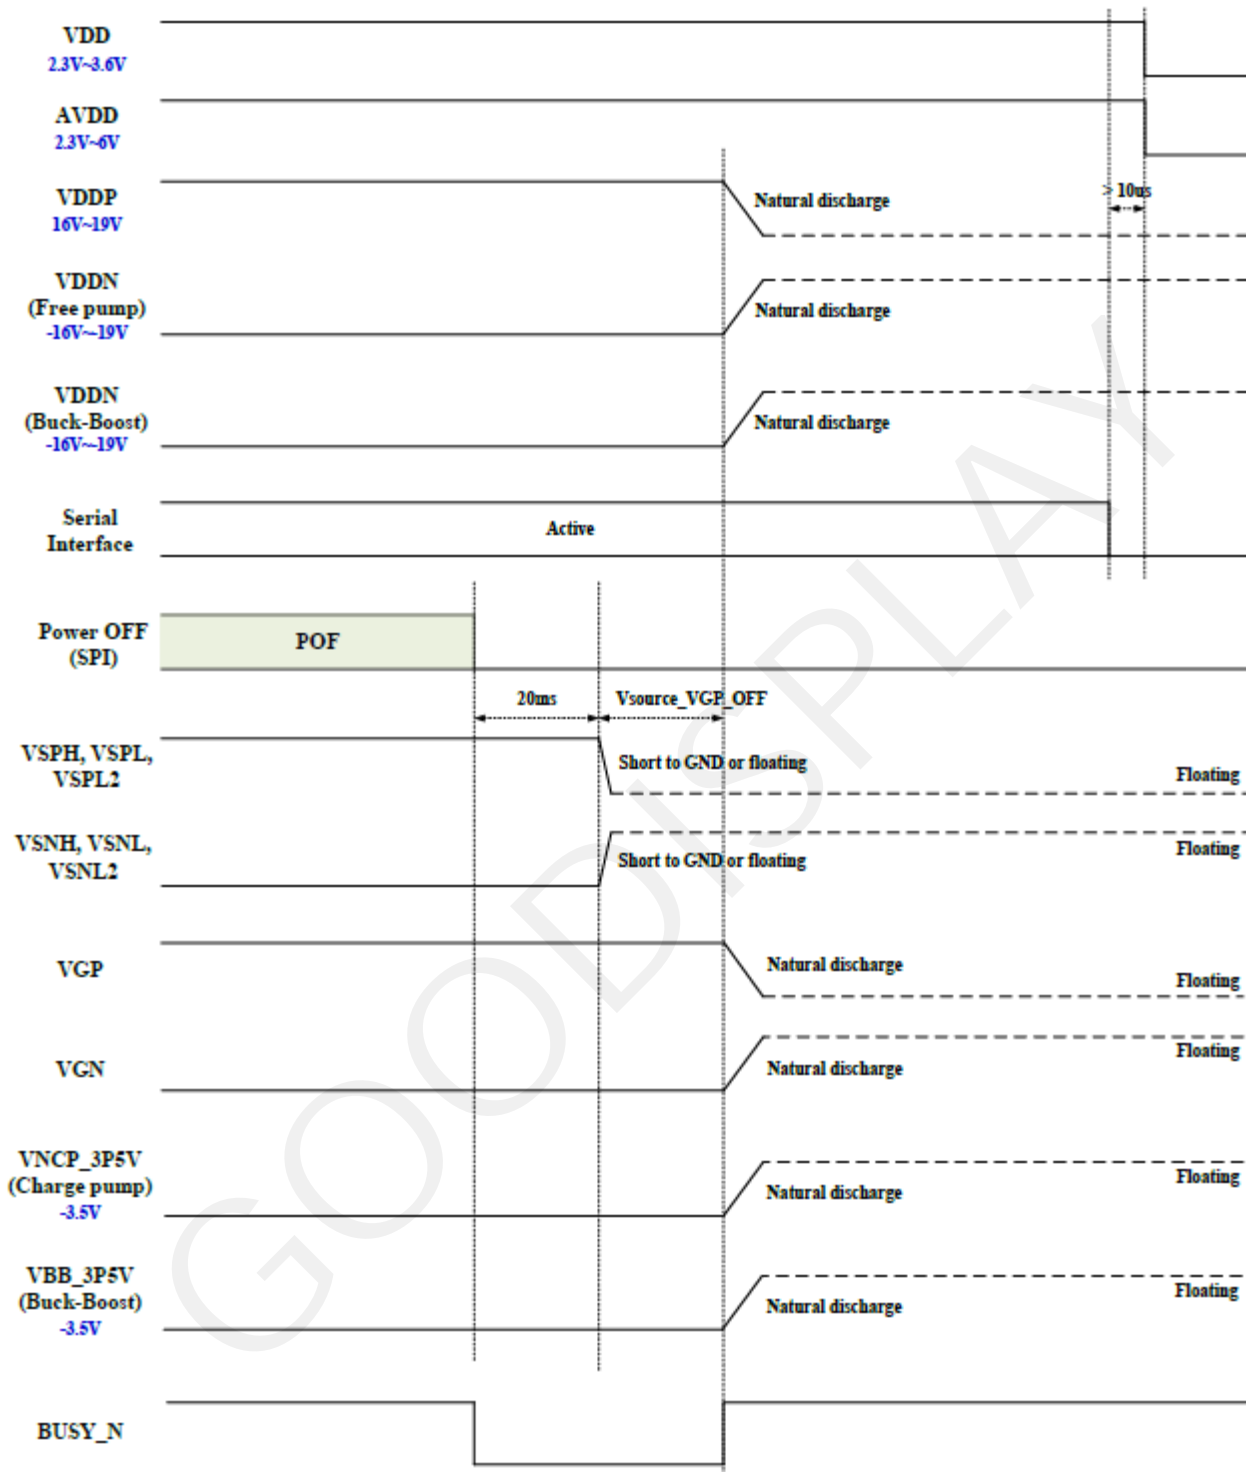 VDD
2.3V~3.6V
AVDD
2.3V~6V
VDDP
16V~19V
Natural discharge
> 10us
VDDN
(Free pump)
-16V~-19V
Natural discharge
VDDN
(Buck-Boost)
-16V~-19V
Natural discharge
Serial
Interface
Active
Power OFF
(SPI)
POF
20ms
Vsource_VGP_OFF
VSPH, VSPL,
VSPL2
Short to GND or floating
Floating
VSNH, VSNL,
VSNL2
Short to GND or floating
Floating
VGP
Natural discharge
Floating
VGN
Natural discharge
Floating
VNCP_3P5V
(Charge pump)
-3.5V
Natural discharge
Floating
VBB_3P5V
(Buck-Boost)
-3.5V
Natural discharge
Floating
BUSY_N
GOODISPLAY